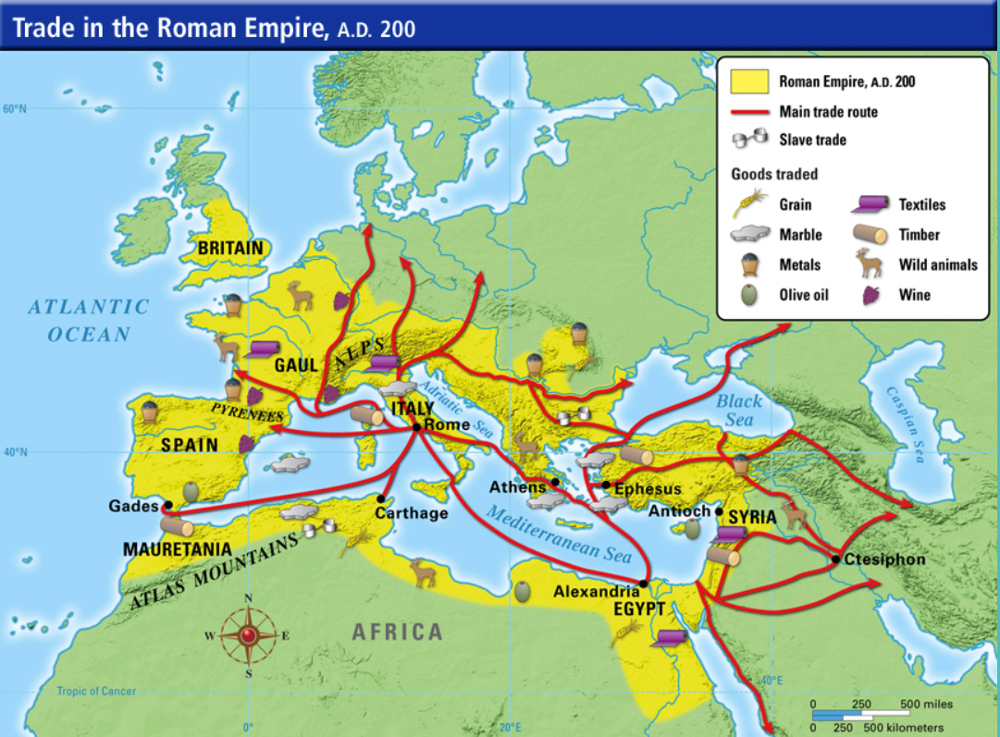 Trade in the Roman Empire, A.D. 200
Roman Empire, A.D. 200
Main trade route
Slave trade
Goods traded
Grain
Textiles
Marble
Timber
Metals
Wild animals
Olive oil
Wine
60°N
BRITAIN
ATLANTIC
OCEAN
GAUL
ALPS
PYRENEES
ITALY
Adriatic Sea
Rome
Black
Sea
Caspian Sea
40°N
SPAIN
Athens
Ephesus
Gades
Carthage
Antioch
SYRIA
Mediterranean Sea
MAURETANIA
ATLAS MOUNTAINS
Ctesiphon
Alexandria
EGYPT
AFRICA
N
W
E
S
Tropic of Cancer
0°
20°E
40°E
0 250 500 miles
0 250 500 kilometers